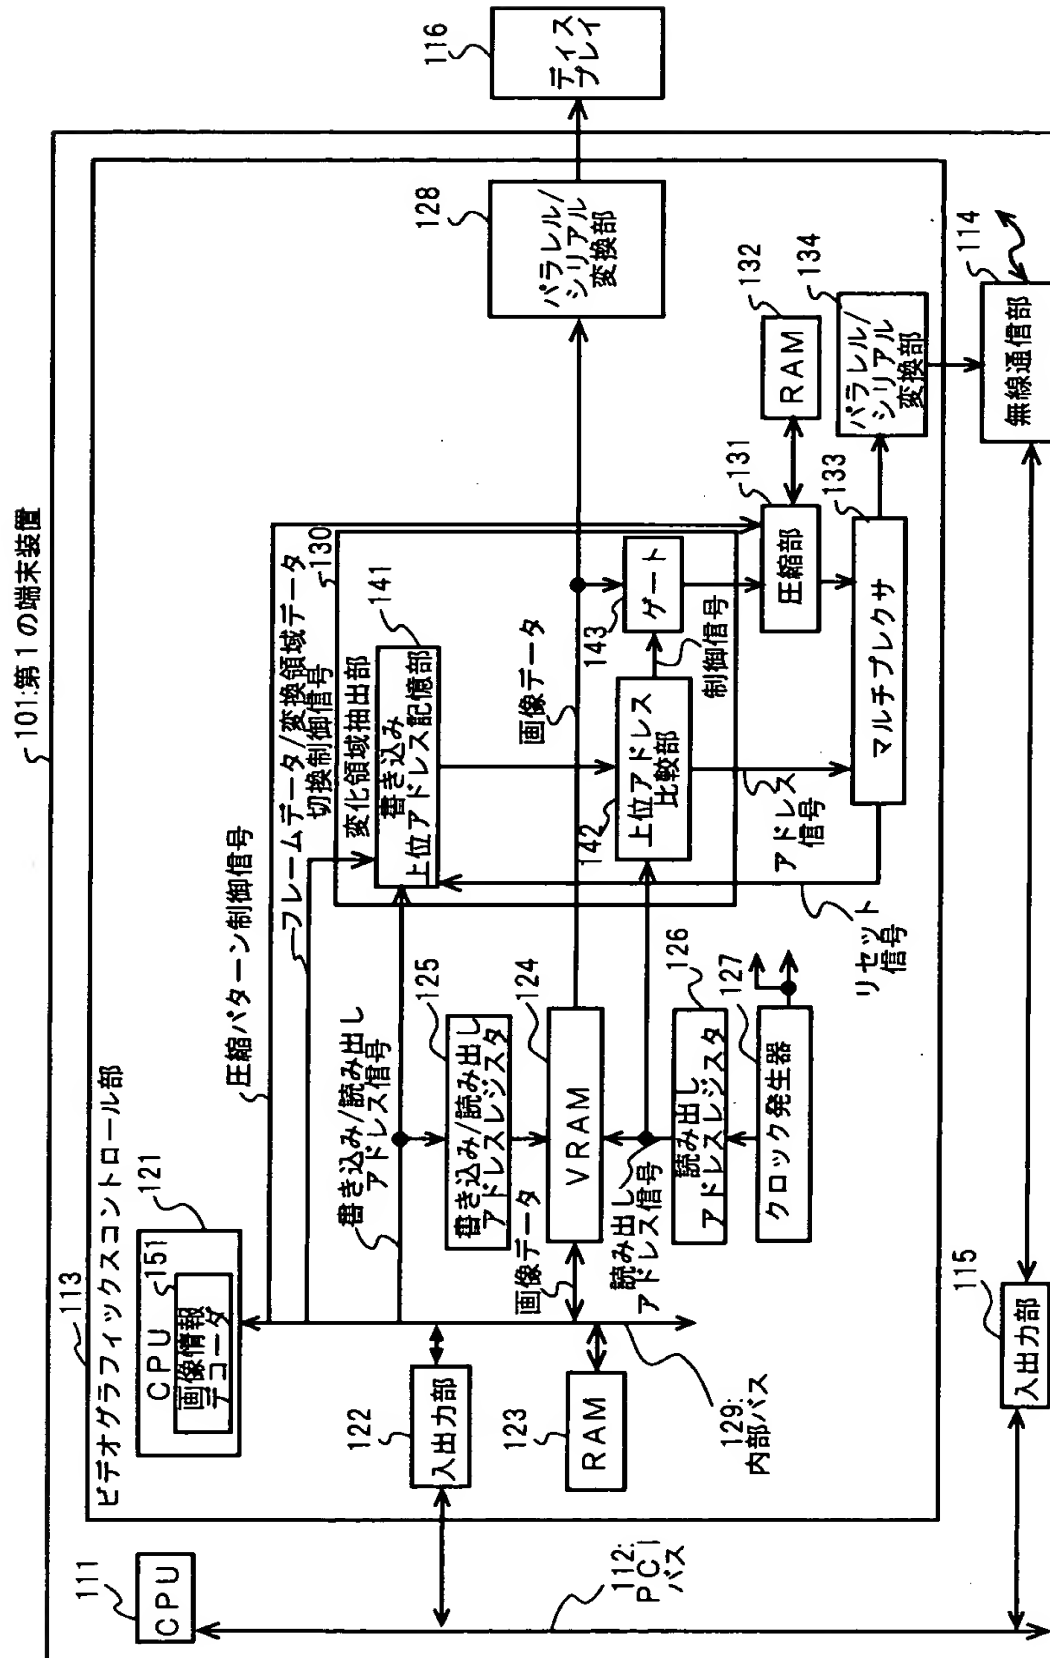 101:第1の端末装置
113
ビデオグラフィックスコントロール部
111
CPU
112:
PCI
バス
121
CPU
151
画像情報
デコーダ
122
入出力部
123
RAM
129:
内部バス
圧縮パターン制御信号
フレームデータ/変換領域データ
切換制御信号
130
変化領域抽出部
141
書き込み
上位アドレス記憶部
書き込み/読み出し
アドレス信号
125
書き込み/読み出し
アドレスレジスタ
124
VRAM
画像データ
読み出し
アドレス信号
126
読み出し
アドレスレジスタ
127
クロック発生器
画像データ
142
上位アドレス
比較部
143
ゲート
制御信号
アドレス
信号
リセット
信号
131
圧縮部
132
RAM
133
マルチプレクサ
134
パラレル/
シリアル
変換部
128
パラレル/
シリアル
変換部
116
ディス
プレイ
114
無線通信部
115
入出力部